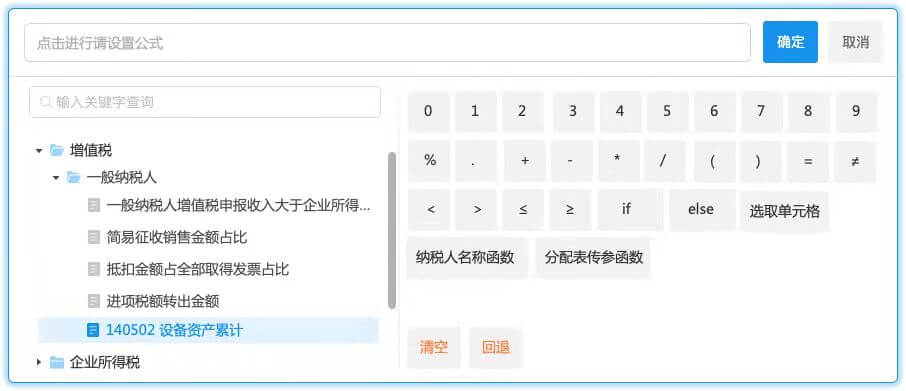 点击进行请设置公式
确定
取消
输入关键字查询
增值税
一般纳税人
一般纳税人增值税申报收入大于企业所得...
简易征收销售金额占比
抵扣金额占全部取得发票占比
进项税额转出金额
140502 设备资产累计
企业所得税
0 1 2 3 4 5 6 7 8 9
% . + - * / ( ) = ≠
< > ≤ ≥ if else 选取单元格
纳税人名称函数 分配表传参函数
清空 回退